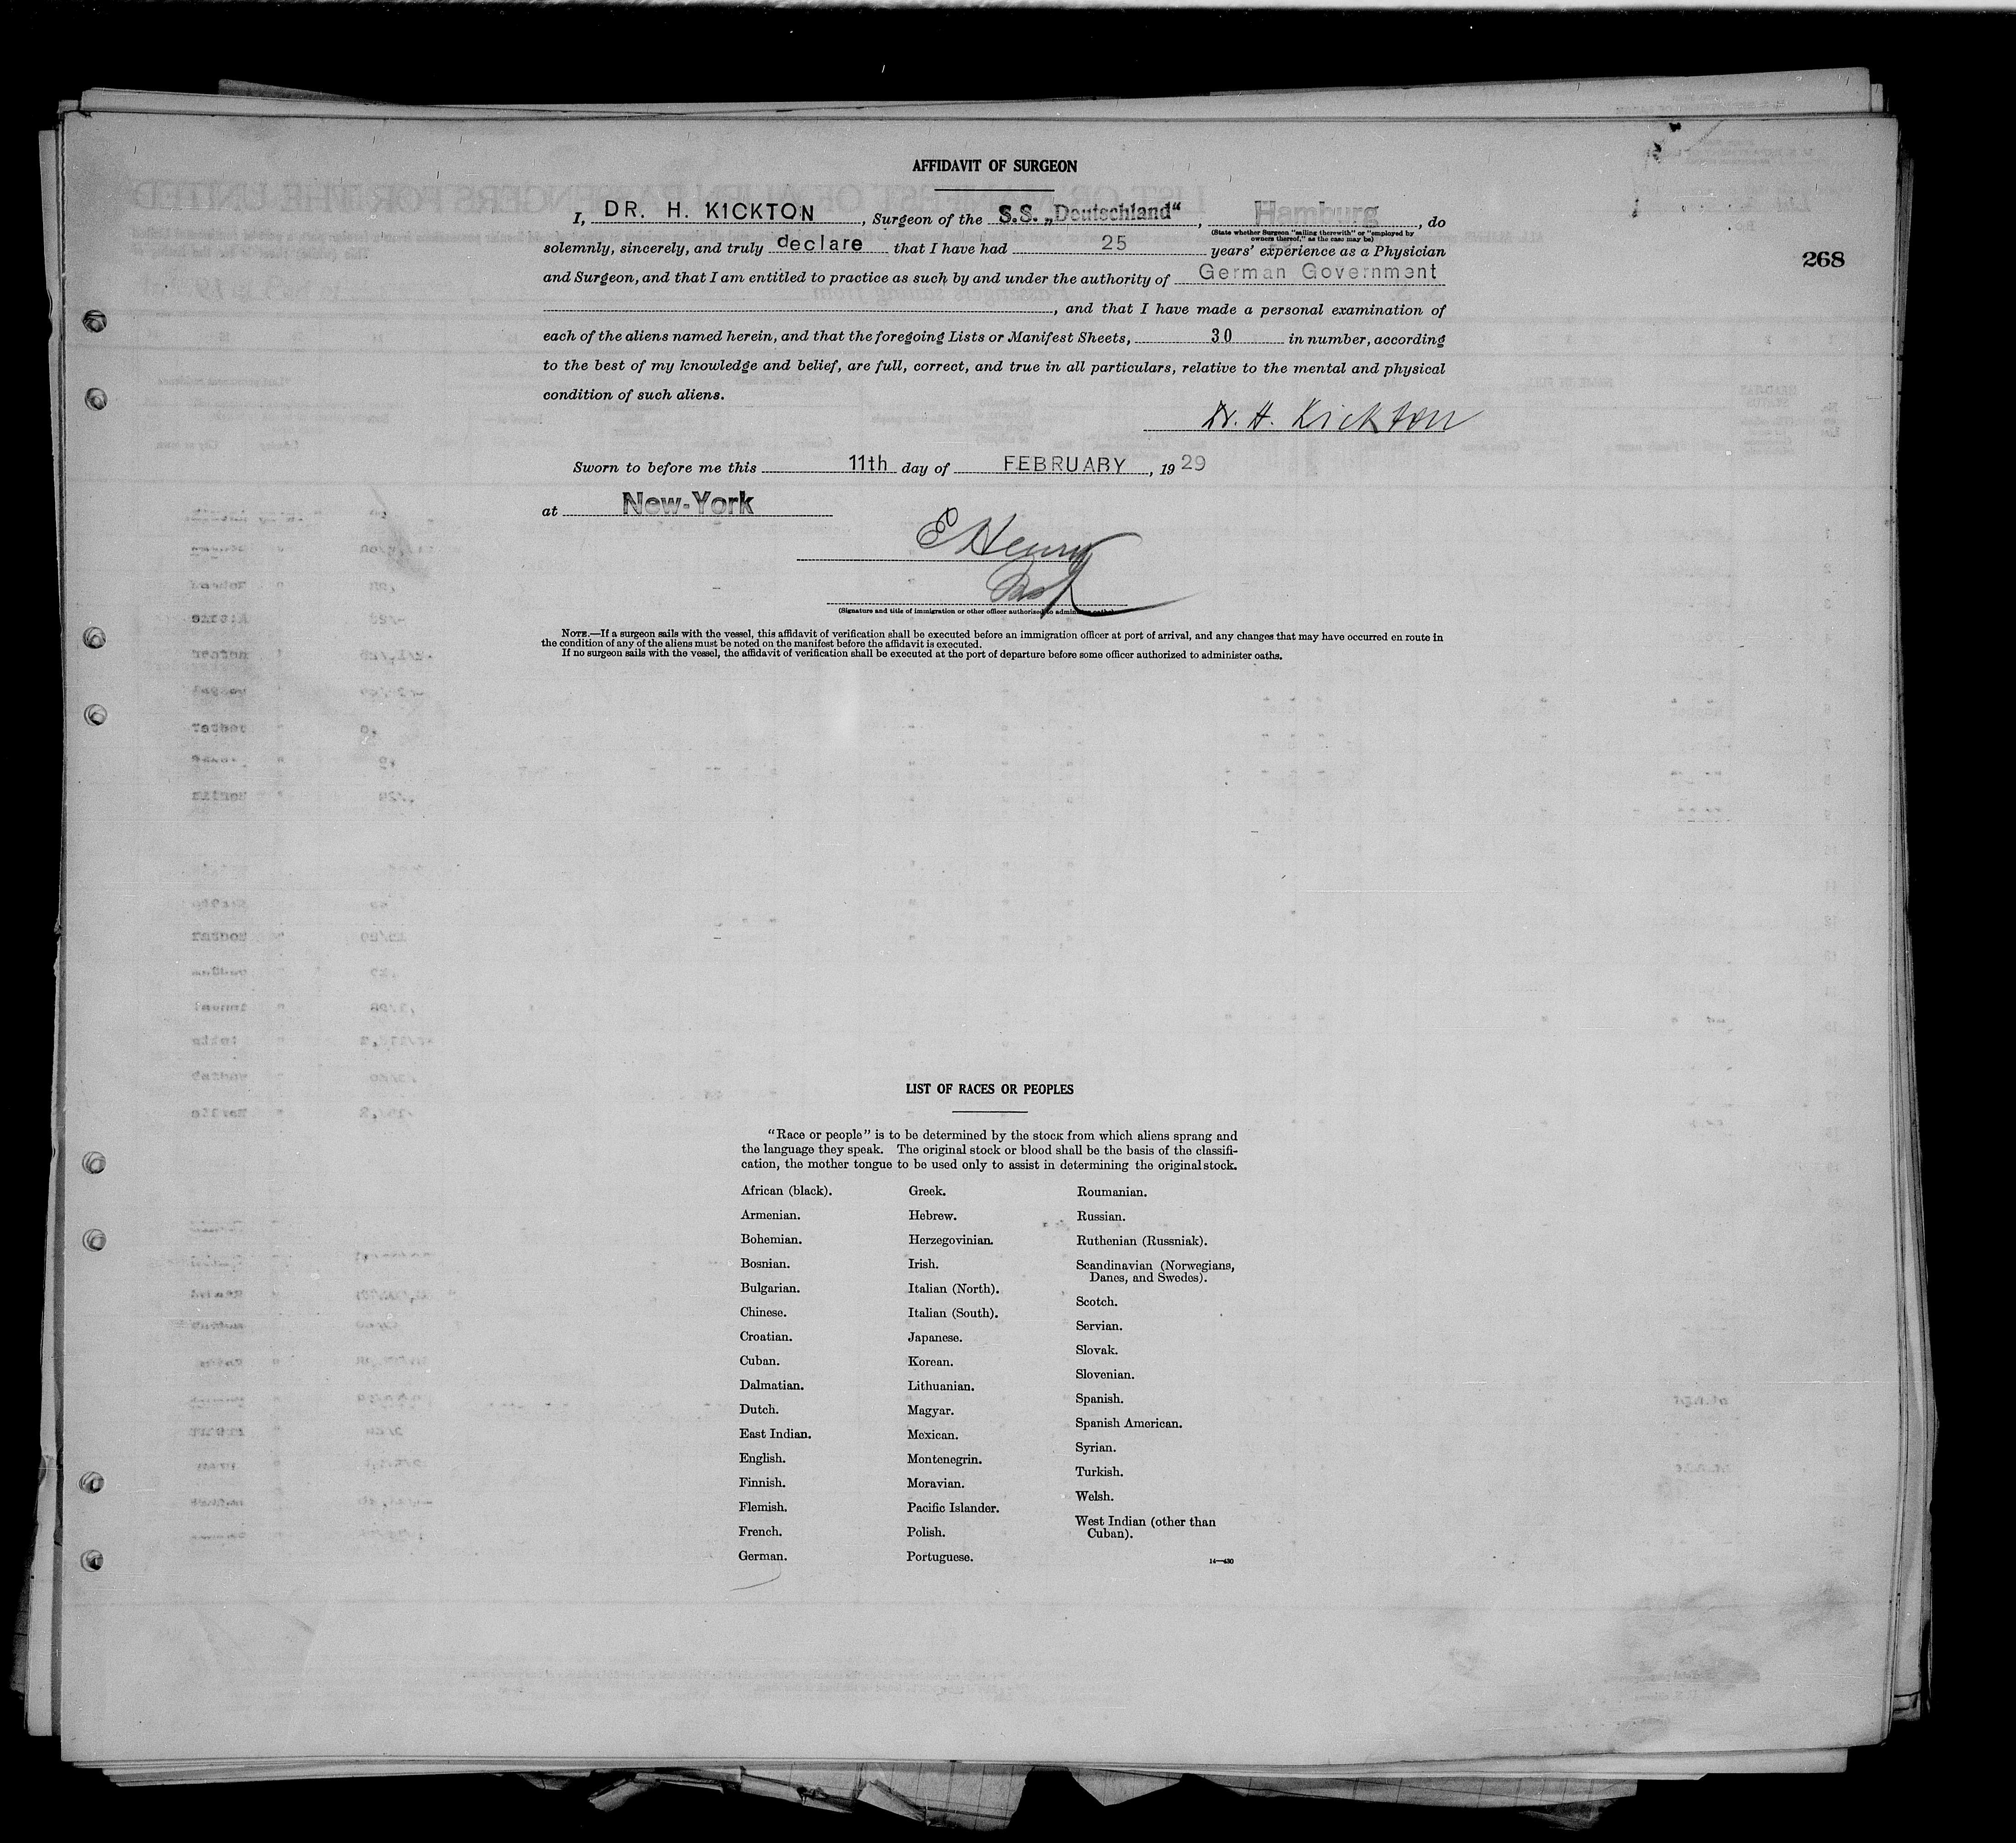 AFFIDAVIT OF SURGEON
I, DR. H. KICKTON, Surgeon of the S.S. „Deutschland“, Hamburg, do
(State whether Surgeon "sailing therewith" or "employed by
owners thereof," as the case may be)
solemnly, sincerely, and truly declare that I have had 25 years' experience as a Physician
268
and Surgeon, and that I am entitled to practice as such by and under the authority of German Government
, and that I have made a personal examination of
each of the aliens named herein, and that the foregoing Lists or Manifest Sheets, 30 in number, according
to the best of my knowledge and belief, are full, correct, and true in all particulars, relative to the mental and physical
condition of such aliens.
Dr. H. Kickton
Sworn to before me this 11th day of FEBRUARY, 1929
at New-York
E Henry
(Signature and title of immigration or other officer authorized to administer oaths)
NOTE.—If a surgeon sails with the vessel, this affidavit of verification shall be executed before an immigration officer at port of arrival, and any changes that may have occurred en route in
the condition of any of the aliens must be noted on the manifest before the affidavit is executed.
If no surgeon sails with the vessel, the affidavit of verification shall be executed at the port of departure before some officer authorized to administer oaths.
LIST OF RACES OR PEOPLES
"Race or people" is to be determined by the stock from which aliens sprang and
the language they speak. The original stock or blood shall be the basis of the classifi-
cation, the mother tongue to be used only to assist in determining the original stock.
African (black).
Armenian.
Bohemian.
Bosnian.
Bulgarian.
Chinese.
Croatian.
Cuban.
Dalmatian.
Dutch.
East Indian.
English.
Finnish.
Flemish.
French.
German.
Greek.
Hebrew.
Herzegovinian.
Irish.
Italian (North).
Italian (South).
Japanese.
Korean.
Lithuanian.
Magyar.
Mexican.
Montenegrin.
Moravian.
Pacific Islander.
Polish.
Portuguese.
Roumanian.
Russian.
Ruthenian (Russniak).
Scandinavian (Norwegians,
Danes, and Swedes).
Scotch.
Servian.
Slovak.
Slovenian.
Spanish.
Spanish American.
Syrian.
Turkish.
Welsh.
West Indian (other than
Cuban).
14—430